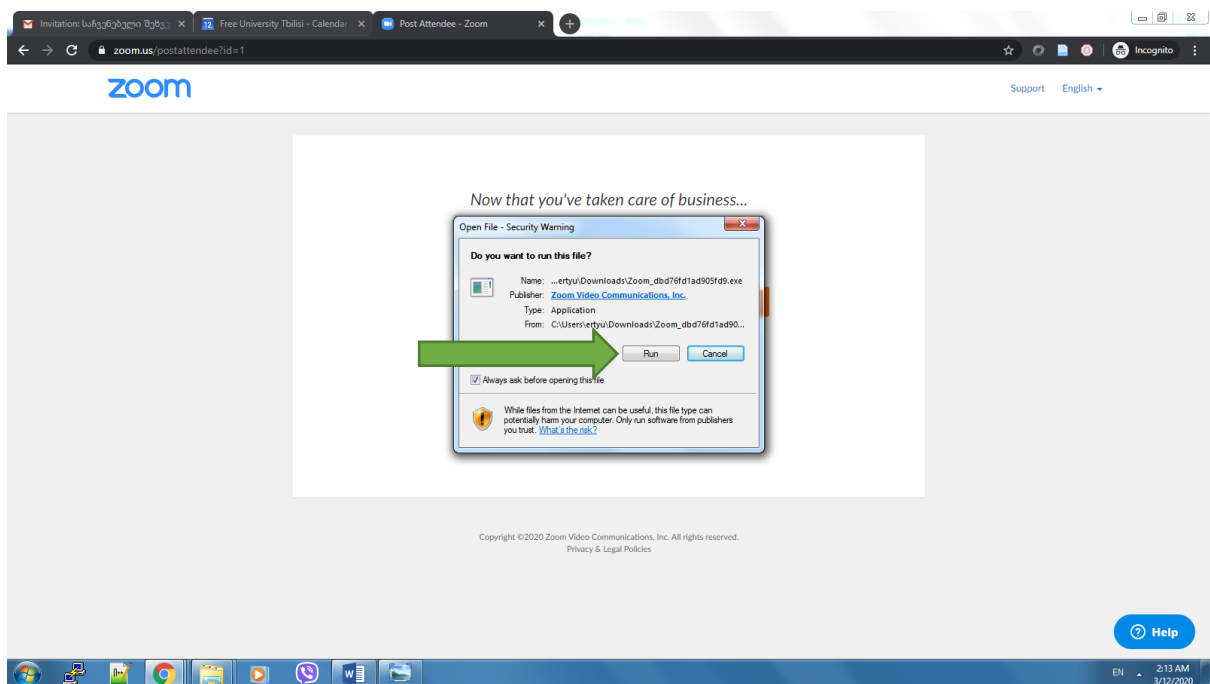 Invitation: საჩვენებელი შეხვე
Free University Tbilisi - Calendar
Post Attendee - Zoom
zoom.us/postattendee?id=1
Incognito
zoom
Support
English
Now that you've taken care of business...
Open File - Security Warning
Do you want to run this file?
Name: ...ertyu\Downloads\Zoom_dbd76fd1ad905fd9.exe
Publisher: Zoom Video Communications, Inc.
Type: Application
From: C:\Users\ertyu\Downloads\Zoom_dbd76fd1ad90...
Run
Cancel
Always ask before opening this file
While files from the Internet can be useful, this file type can
potentially harm your computer. Only run software from publishers
you trust. What's the risk?
Copyright ©2020 Zoom Video Communications, Inc. All rights reserved.
Privacy & Legal Policies
Help
EN
2:13 AM
3/12/2020